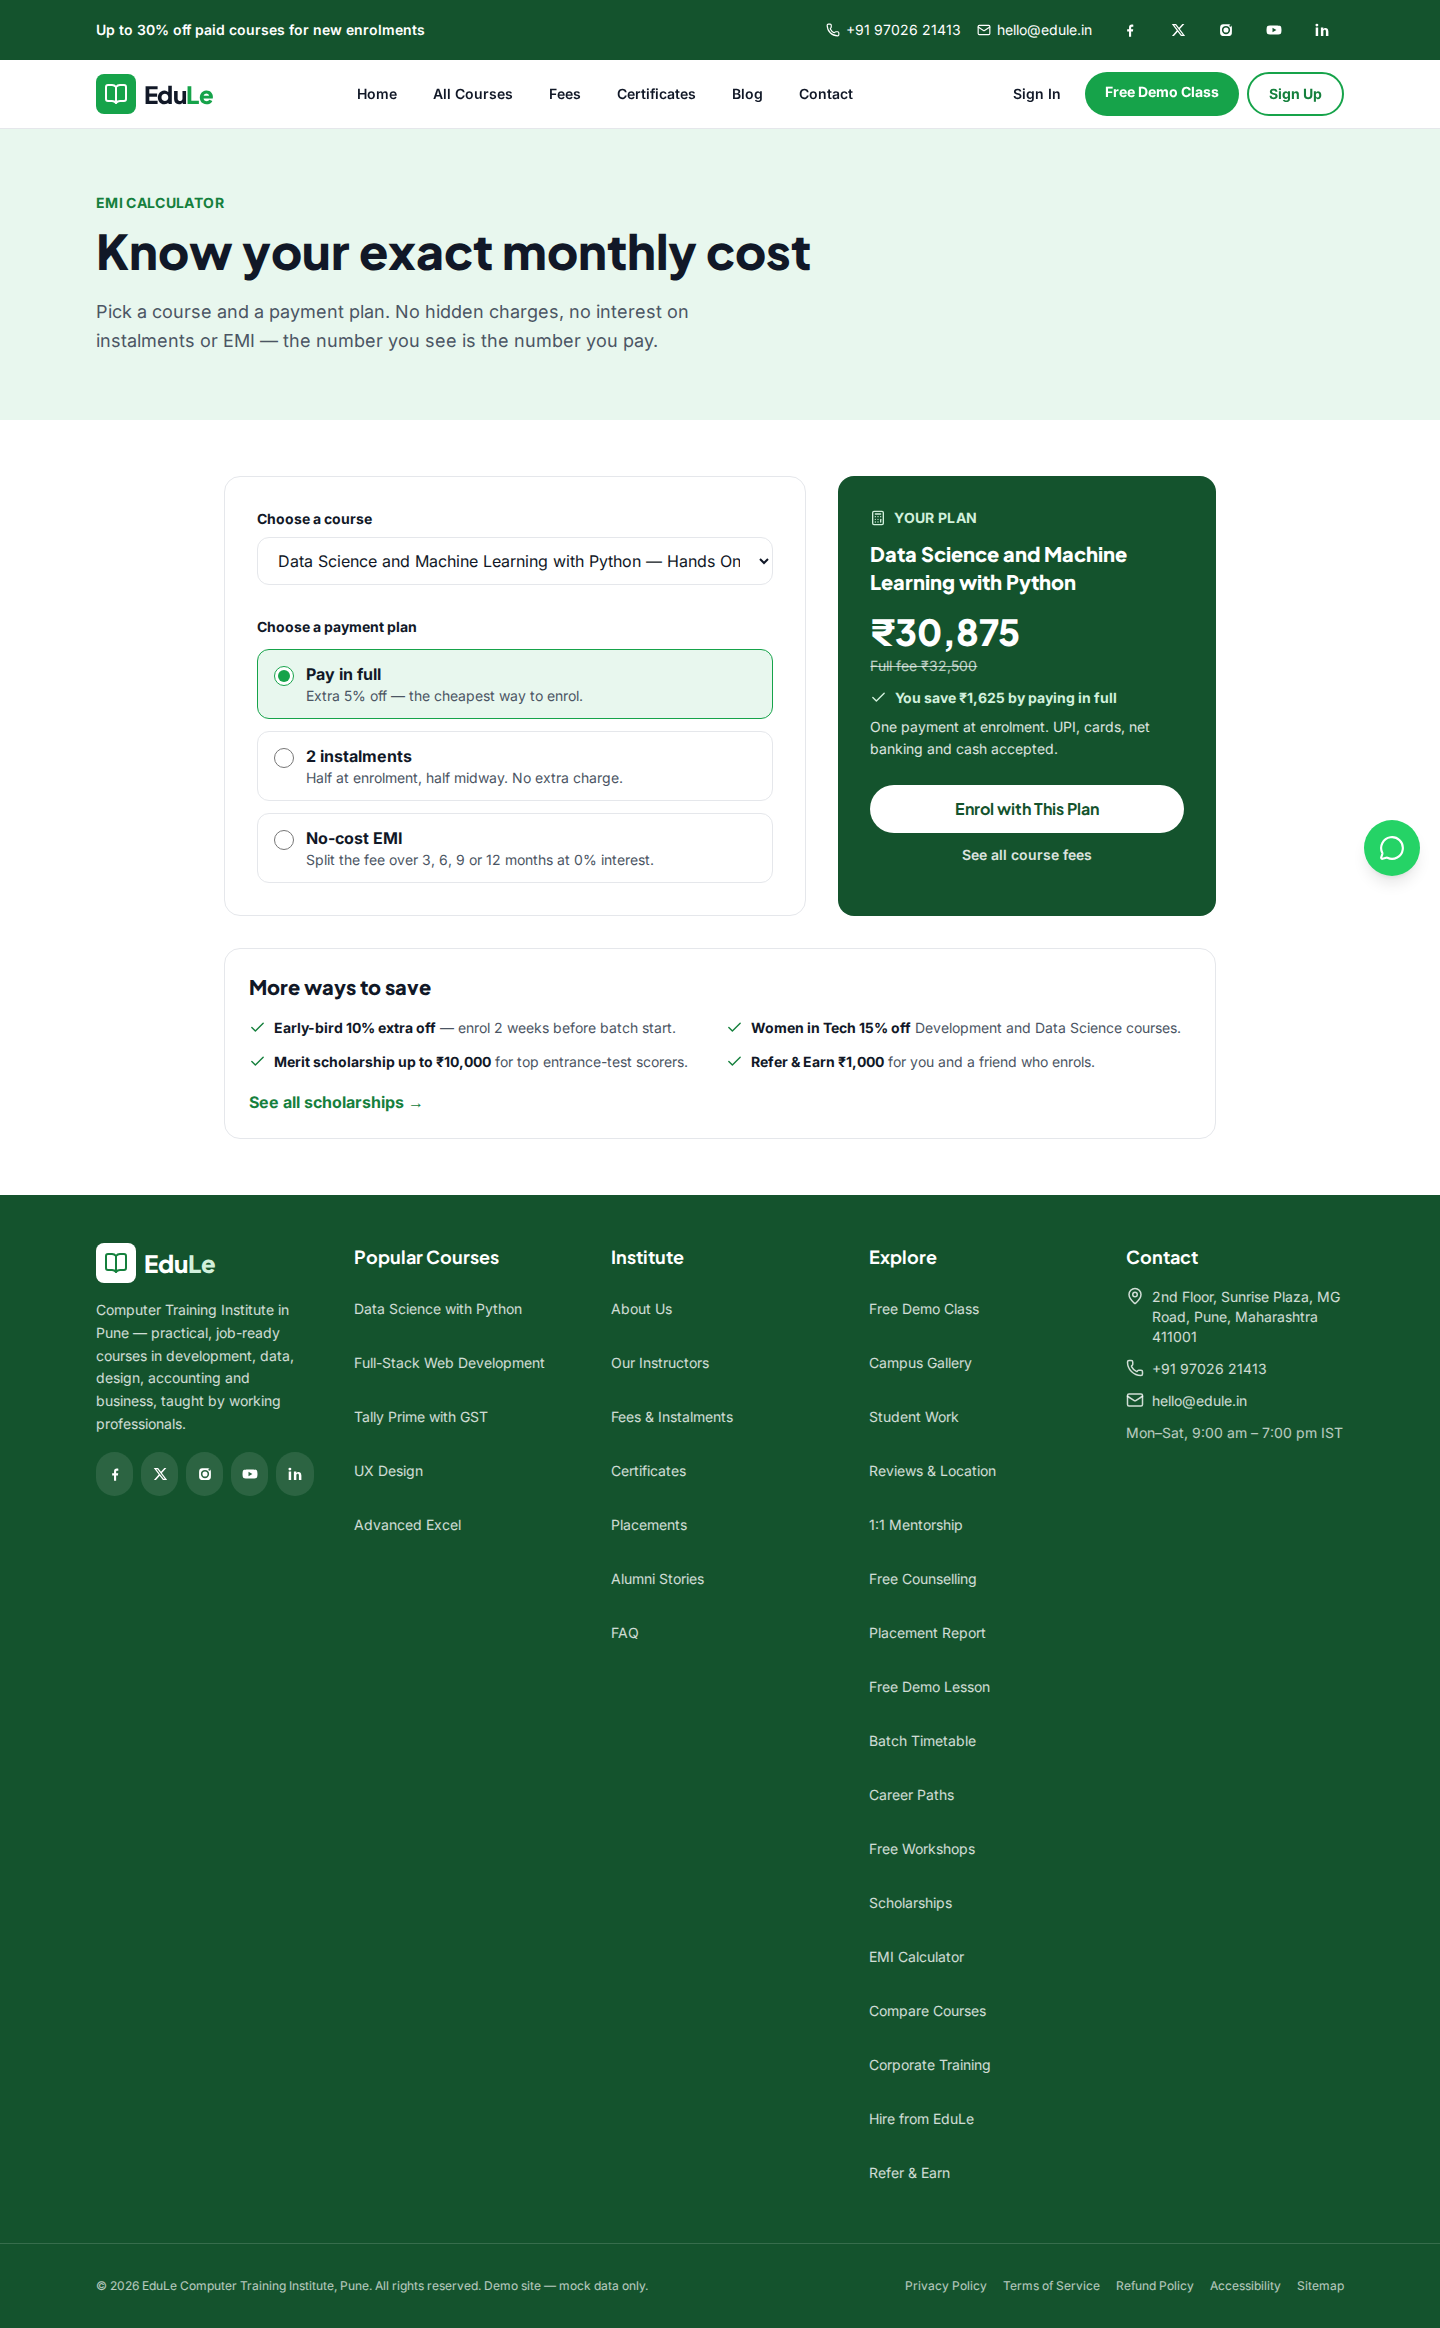 Up to 30% off paid courses for new enrolments
+91 97026 21413
hello@edule.in
EduLe
Home
All Courses
Fees
Certificates
Blog
Contact
Sign In
Free Demo Class
Sign Up
EMI CALCULATOR
Know your exact monthly cost
Pick a course and a payment plan. No hidden charges, no interest on
instalments or EMI — the number you see is the number you pay.
Choose a course
Data Science and Machine Learning with Python — Hands On
Choose a payment plan
Pay in full
Extra 5% off — the cheapest way to enrol.
2 instalments
Half at enrolment, half midway. No extra charge.
No-cost EMI
Split the fee over 3, 6, 9 or 12 months at 0% interest.
YOUR PLAN
Data Science and Machine
Learning with Python
₹30,875
Full fee ₹32,500
You save ₹1,625 by paying in full
One payment at enrolment. UPI, cards, net
banking and cash accepted.
Enrol with This Plan
See all course fees
More ways to save
Early-bird 10% extra off — enrol 2 weeks before batch start.
Women in Tech 15% off Development and Data Science courses.
Merit scholarship up to ₹10,000 for top entrance-test scorers.
Refer & Earn ₹1,000 for you and a friend who enrols.
See all scholarships →
EduLe
Computer Training Institute in
Pune — practical, job-ready
courses in development, data,
design, accounting and
business, taught by working
professionals.
Popular Courses
Data Science with Python
Full-Stack Web Development
Tally Prime with GST
UX Design
Advanced Excel
Institute
About Us
Our Instructors
Fees & Instalments
Certificates
Placements
Alumni Stories
FAQ
Explore
Free Demo Class
Campus Gallery
Student Work
Reviews & Location
1:1 Mentorship
Free Counselling
Placement Report
Free Demo Lesson
Batch Timetable
Career Paths
Free Workshops
Scholarships
EMI Calculator
Compare Courses
Corporate Training
Hire from EduLe
Refer & Earn
Contact
2nd Floor, Sunrise Plaza, MG
Road, Pune, Maharashtra
411001
+91 97026 21413
hello@edule.in
Mon–Sat, 9:00 am – 7:00 pm IST
© 2026 EduLe Computer Training Institute, Pune. All rights reserved. Demo site — mock data only.
Privacy Policy
Terms of Service
Refund Policy
Accessibility
Sitemap